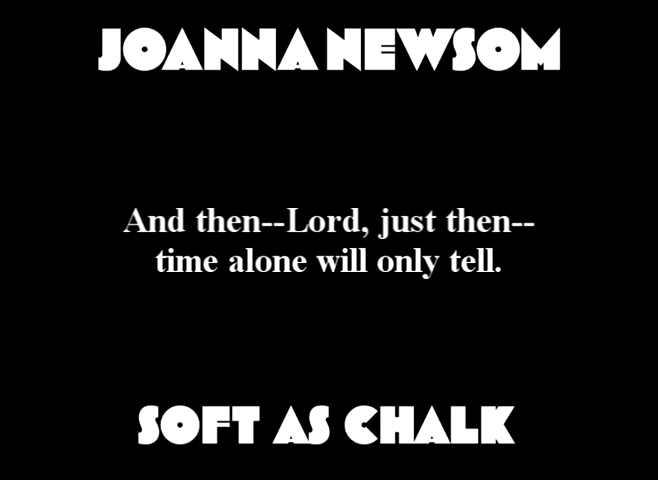 JOANNA NEWSOM
And then--Lord, just then--
time alone will only tell.
SOFT AS CHALK